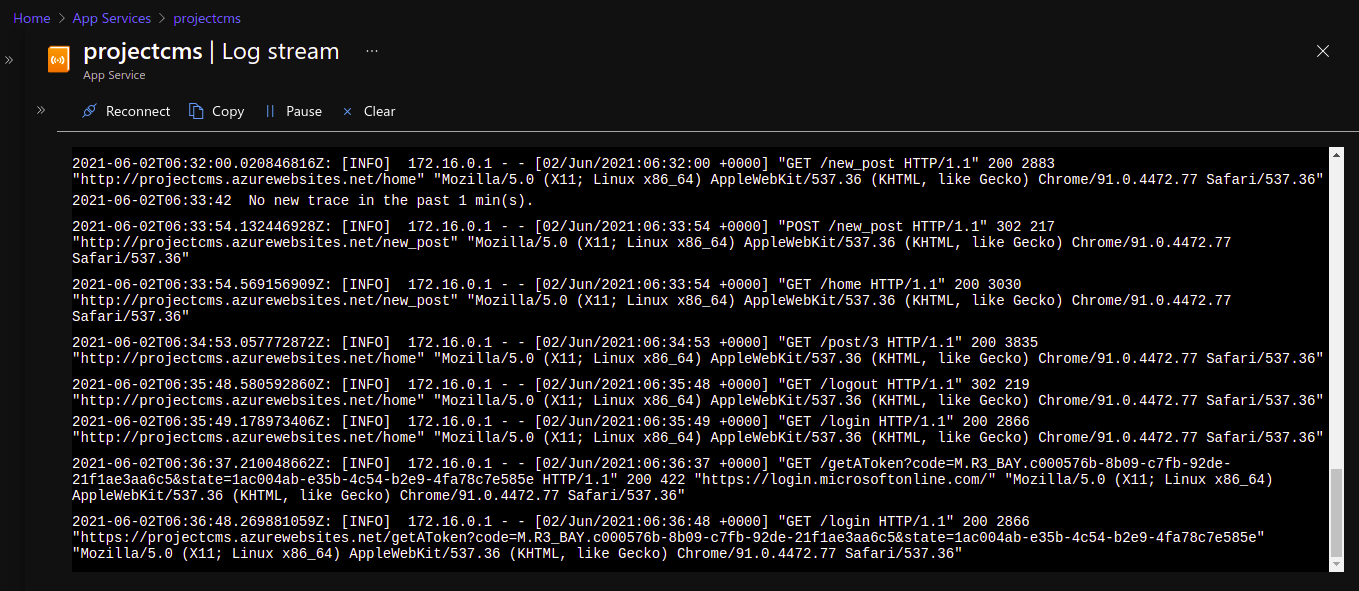 Home > App Services > projectcms
projectcms | Log stream ...
App Service
Reconnect Copy Pause Clear
2021-06-02T06:32:00.020846816Z: [INFO]  172.16.0.1 - - [02/Jun/2021:06:32:00 +0000] "GET /new_post HTTP/1.1" 200 2883
"http://projectcms.azurewebsites.net/home" "Mozilla/5.0 (X11; Linux x86_64) AppleWebKit/537.36 (KHTML, like Gecko) Chrome/91.0.4472.77 Safari/537.36"
2021-06-02T06:33:42  No new trace in the past 1 min(s).
2021-06-02T06:33:54.132446928Z: [INFO]  172.16.0.1 - - [02/Jun/2021:06:33:54 +0000] "POST /new_post HTTP/1.1" 302 217
"http://projectcms.azurewebsites.net/new_post" "Mozilla/5.0 (X11; Linux x86_64) AppleWebKit/537.36 (KHTML, like Gecko) Chrome/91.0.4472.77
Safari/537.36"
2021-06-02T06:33:54.569156909Z: [INFO]  172.16.0.1 - - [02/Jun/2021:06:33:54 +0000] "GET /home HTTP/1.1" 200 3030
"http://projectcms.azurewebsites.net/new_post" "Mozilla/5.0 (X11; Linux x86_64) AppleWebKit/537.36 (KHTML, like Gecko) Chrome/91.0.4472.77
Safari/537.36"
2021-06-02T06:34:53.057772872Z: [INFO]  172.16.0.1 - - [02/Jun/2021:06:34:53 +0000] "GET /post/3 HTTP/1.1" 200 3835
"http://projectcms.azurewebsites.net/home" "Mozilla/5.0 (X11; Linux x86_64) AppleWebKit/537.36 (KHTML, like Gecko) Chrome/91.0.4472.77 Safari/537.36"
2021-06-02T06:35:48.580592860Z: [INFO]  172.16.0.1 - - [02/Jun/2021:06:35:48 +0000] "GET /logout HTTP/1.1" 302 219
"http://projectcms.azurewebsites.net/home" "Mozilla/5.0 (X11; Linux x86_64) AppleWebKit/537.36 (KHTML, like Gecko) Chrome/91.0.4472.77 Safari/537.36"
2021-06-02T06:35:49.178973406Z: [INFO]  172.16.0.1 - - [02/Jun/2021:06:35:49 +0000] "GET /login HTTP/1.1" 200 2866
"http://projectcms.azurewebsites.net/home" "Mozilla/5.0 (X11; Linux x86_64) AppleWebKit/537.36 (KHTML, like Gecko) Chrome/91.0.4472.77 Safari/537.36"
2021-06-02T06:36:37.210048662Z: [INFO]  172.16.0.1 - - [02/Jun/2021:06:36:37 +0000] "GET /getAToken?code=M.R3_BAY.c000576b-8b09-c7fb-92de-
21f1ae3aa6c5&state=1ac004ab-e35b-4c54-b2e9-4fa78c7e585e HTTP/1.1" 200 422 "https://login.microsoftonline.com/" "Mozilla/5.0 (X11; Linux x86_64)
AppleWebKit/537.36 (KHTML, like Gecko) Chrome/91.0.4472.77 Safari/537.36"
2021-06-02T06:36:48.269881059Z: [INFO]  172.16.0.1 - - [02/Jun/2021:06:36:48 +0000] "GET /login HTTP/1.1" 200 2866
"https://projectcms.azurewebsites.net/getAToken?code=M.R3_BAY.c000576b-8b09-c7fb-92de-21f1ae3aa6c5&state=1ac004ab-e35b-4c54-b2e9-4fa78c7e585e"
"Mozilla/5.0 (X11; Linux x86_64) AppleWebKit/537.36 (KHTML, like Gecko) Chrome/91.0.4472.77 Safari/537.36"